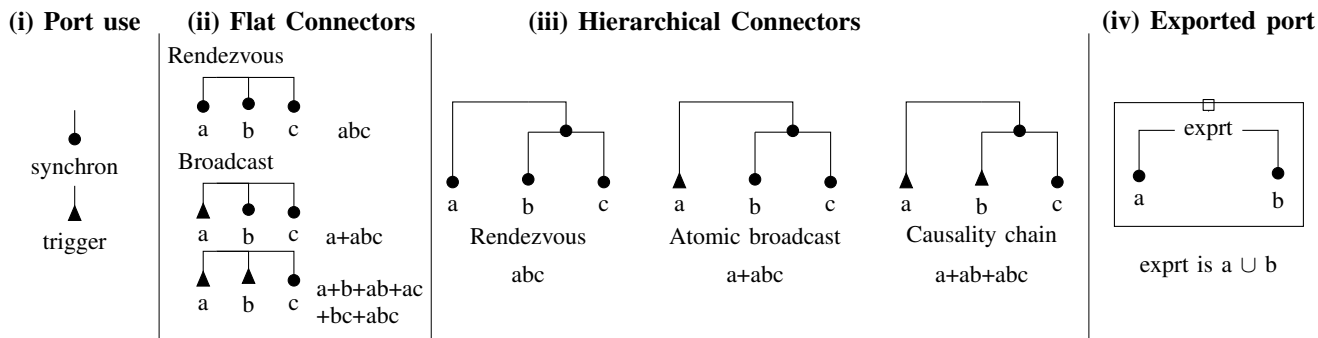 (i) Port use
synchron
trigger
(ii) Flat Connectors
Rendezvous
a b c abc
Broadcast
a b c a+abc
a b c a+b+ab+ac
+bc+abc
(iii) Hierarchical Connectors
a b c
Rendezvous
abc
a b c
Atomic broadcast
a+abc
a b c
Causality chain
a+ab+abc
(iv) Exported port
exprt
a b
exprt is a ∪ b